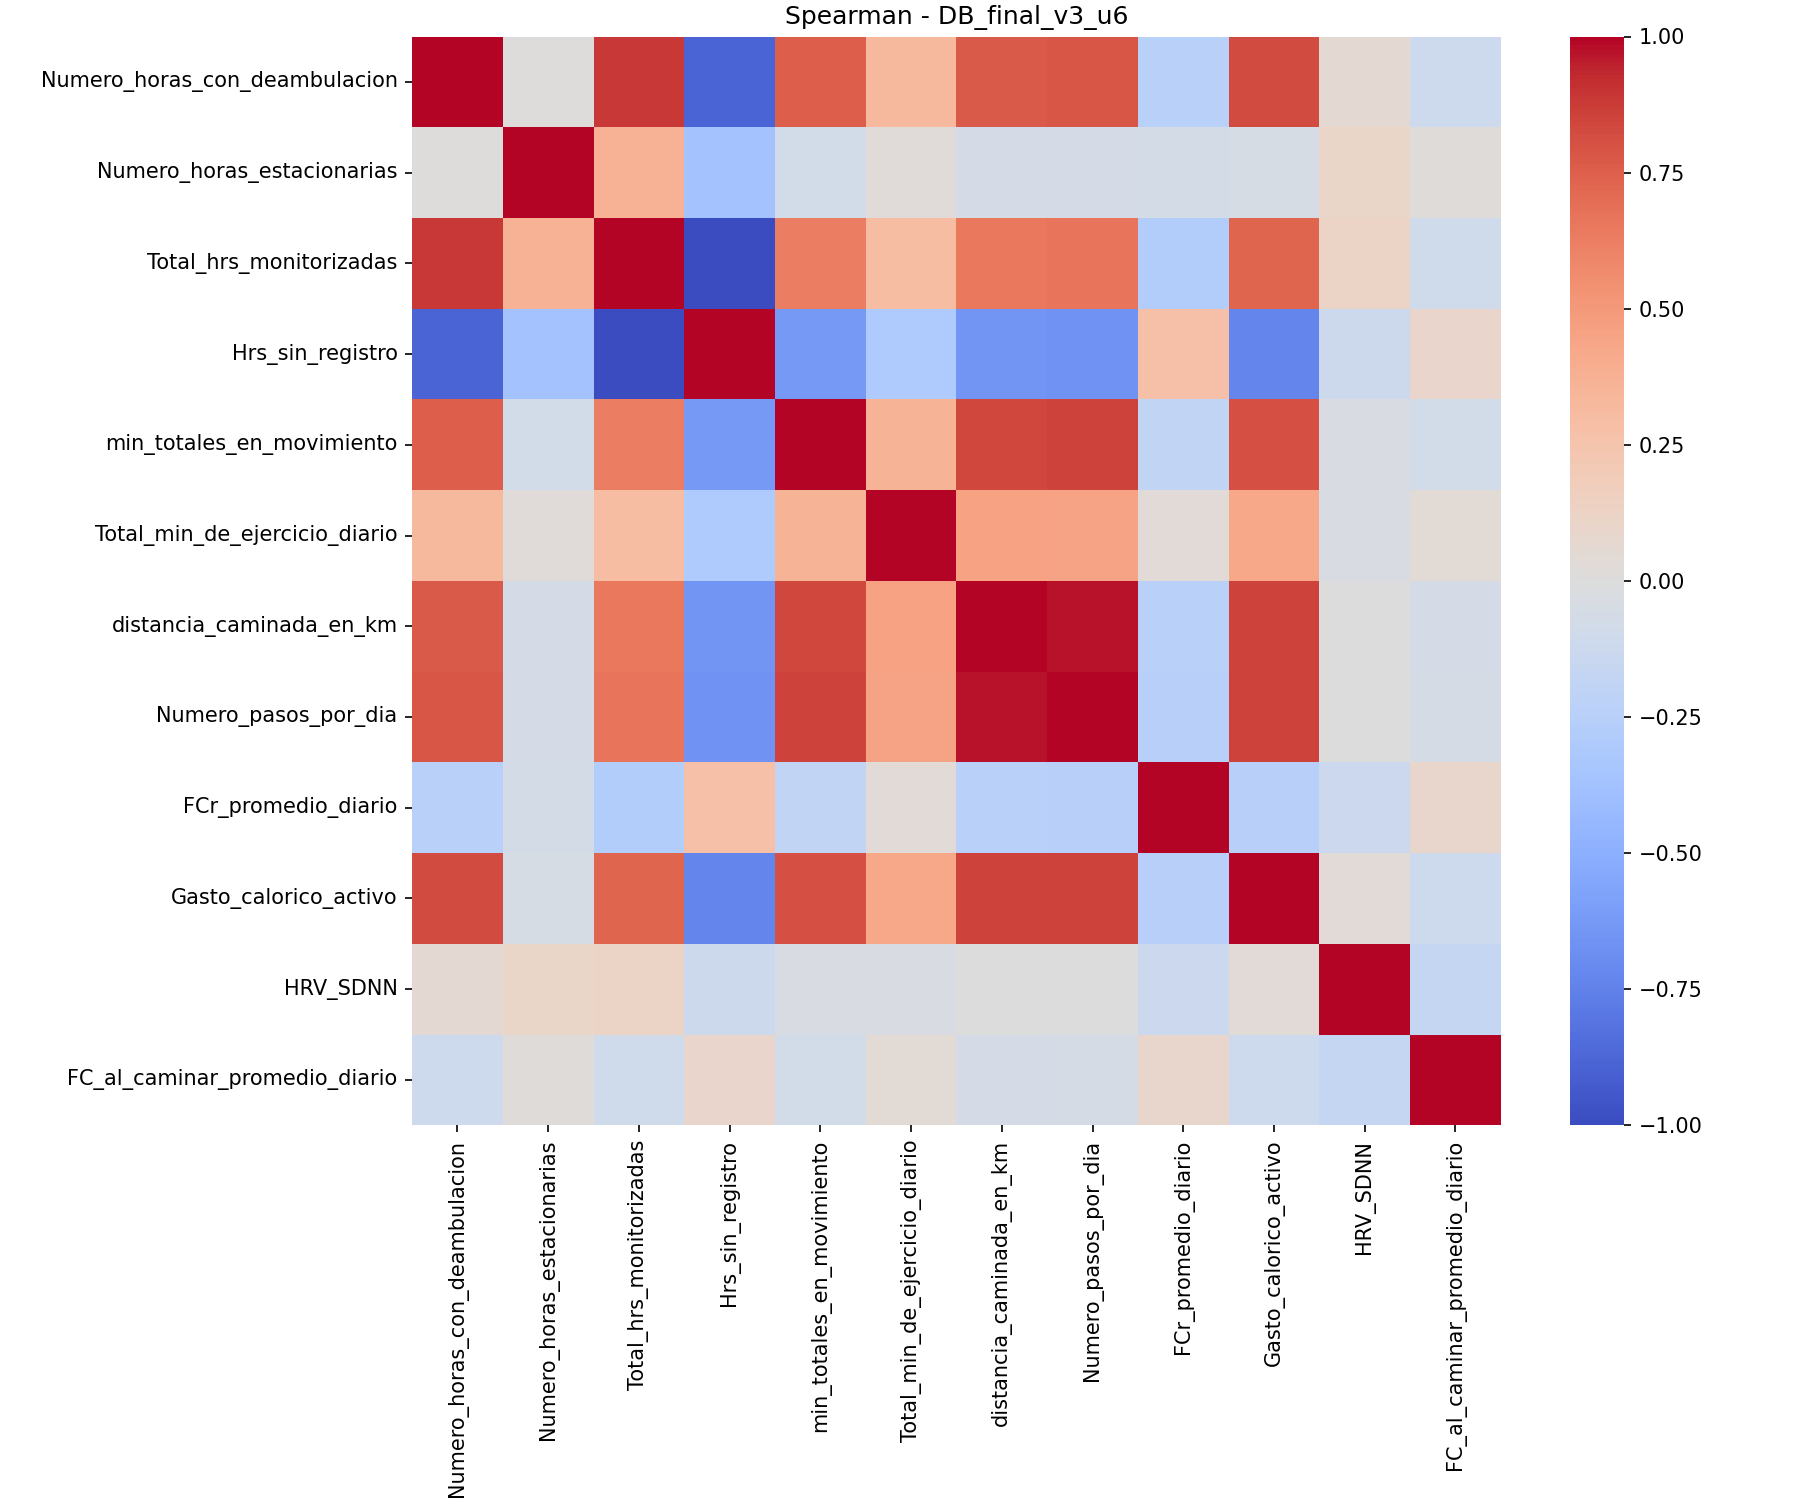 Spearman - DB_final_v3_u6
Numero_horas_con_deambulacion
Numero_horas_estacionarias
Total_hrs_monitorizadas
Hrs_sin_registro
min_totales_en_movimiento
Total_min_de_ejercicio_diario
distancia_caminada_en_km
Numero_pasos_por_dia
FCr_promedio_diario
Gasto_calorico_activo
HRV_SDNN
FC_al_caminar_promedio_diario
Numero_horas_con_deambulacion
Numero_horas_estacionarias
Total_hrs_monitorizadas
Hrs_sin_registro
min_totales_en_movimiento
Total_min_de_ejercicio_diario
distancia_caminada_en_km
Numero_pasos_por_dia
FCr_promedio_diario
Gasto_calorico_activo
HRV_SDNN
FC_al_caminar_promedio_diario
1.00
0.75
0.50
0.25
0.00
−0.25
−0.50
−0.75
−1.00